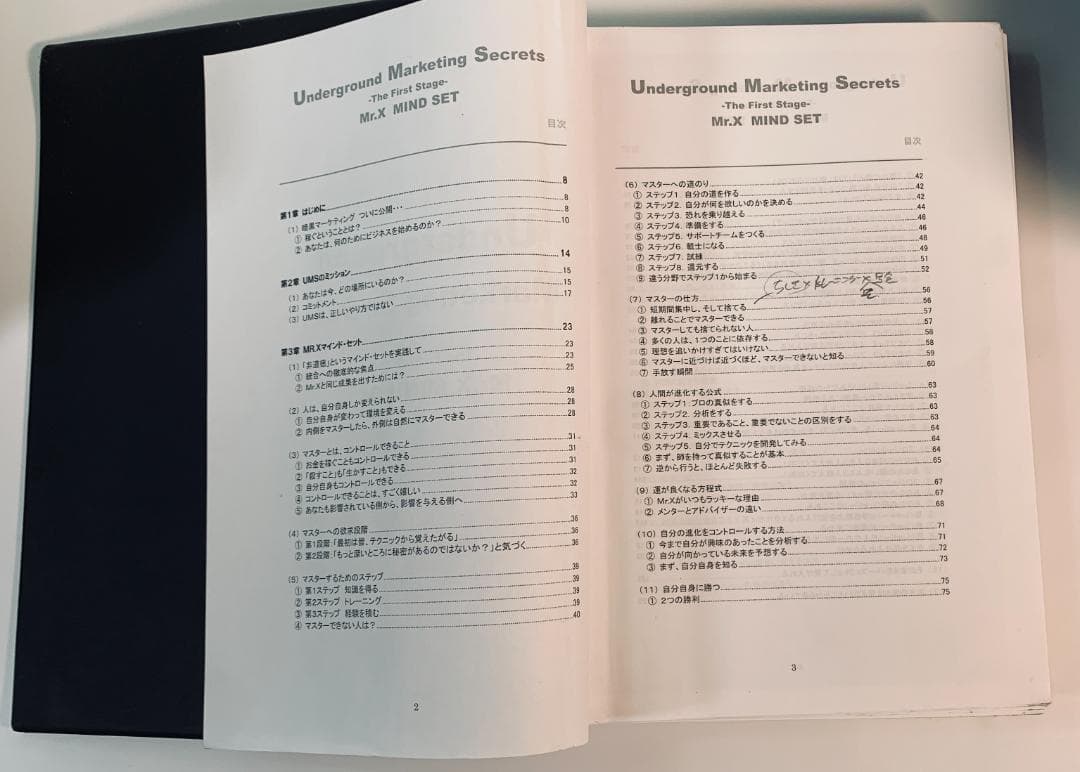 Underground Marketing Secrets
-The First Stage-
Mr.X MIND SET
目次
第1章 はじめに 8
(1) 暗黒マーケティング ついに公開・・・ 8
① 稼ぐということとは? 8
② あなたは、何のためにビジネスを始めるのか? 10
第2章 UMSのミッション 14
(1) あなたは今、どの場所にいるのか? 15
(2) コミットメント 15
(3) UMSは、正しいやり方ではない 17
第3章 MR.Xマインド・セット 23
(1) 「お道徳」というマインド・セットを実践して 23
① 統合への徹底的な焦点 23
② Mr.Xと同じ成果を出すためには? 25
(2) 人は、自分自身しか変えられない 28
① 自分自身が変わって環境を変える 28
② 内側をマスターしたら、外側は自然にマスターできる 28
(3) マスターとは、コントロールできること 31
① お金を稼ぐこともコントロールできる 31
② 「殺すこと」も「生かすこと」もできる 31
③ 自分自身もコントロールできる 32
④ コントロールできることは、すごく嬉しい 32
⑤ あなたも影響されている側から、影響を与える側へ 33
(4) マスターへの欲求段階 36
① 第1段階:「最初は皆、テクニックから覚えたがる」 36
② 第2段階:「もっと深いところに秘密があるのではないか?」と気づく 36
(5) マスターするためのステップ 39
① 第1ステップ 知識を得る 39
② 第2ステップ トレーニング 39
③ 第3ステップ 経験を積む 39
④ マスターできない人は? 40
2
Underground Marketing Secrets
-The First Stage-
Mr.X MIND SET
目次
(6) マスターへの道のり 42
① ステップ1. 自分の道を作る 42
② ステップ2. 自分が何を欲しいのかを決める 42
③ ステップ3. 恐れを乗り越える 44
④ ステップ4. 準備をする 46
⑤ ステップ5. サポートチームをつくる 46
⑥ ステップ6. 戦士になる 48
⑦ ステップ7. 試練 49
⑧ ステップ8. 還元する 51
⑨ 違う分野でステップ1から始まる 52
(7) マスターの仕方 56
① 短期間集中し、そして捨てる 56
② 離れることでマスターできる 57
③ マスターしても捨てられない人 57
④ 多くの人は、1つのことに依存する 58
⑤ 理想を追いかけすぎてはいけない 58
⑥ マスターに近づけば近づくほど、マスターできないと知る 59
⑦ 手放す瞬間 60
(8) 人間が進化する公式 63
① ステップ1. プロの真似をする 63
② ステップ2. 分析をする 63
③ ステップ3. 重要であること、重要でないことの区別をする 63
④ ステップ4. ミックスさせる 64
⑤ ステップ5. 自分でテクニックを開発してみる 64
⑥ まず、師を持って真似することが基本 64
⑦ 逆から行うと、ほとんど失敗する 65
(9) 運が良くなる方程式 67
① Mr.Xがいつもラッキーな理由 67
② メンターとアドバイザーの違い 68
(10) 自分の進化をコントロールする方法 71
① 今まで自分が興味のあったことを分析する 71
② 自分が向かっている未来を予想する 72
③ まず、自分自身を知る 73
(11) 自分自身に勝つ 75
① 2つの勝利 75
3